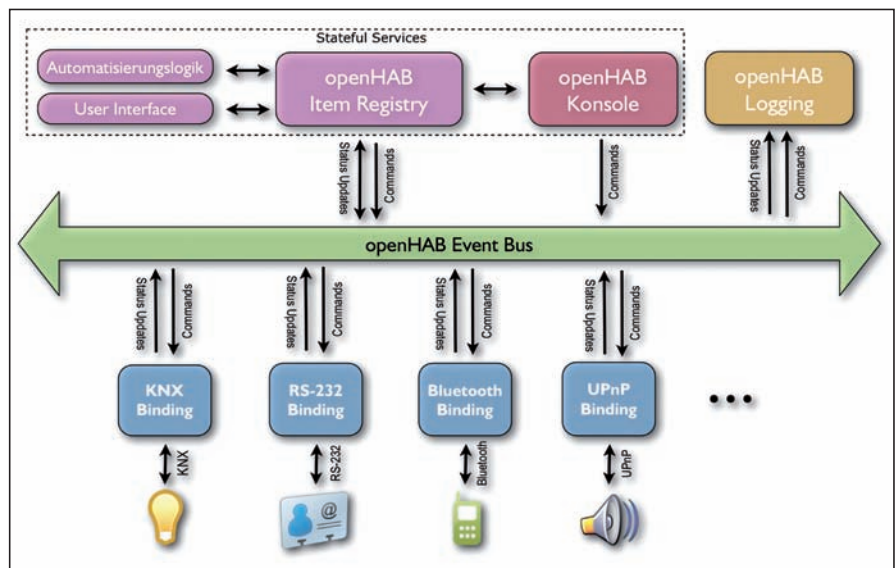 Stateful Services
Automatisierungslogik
User Interface
openHAB
Item Registry
openHAB
Konsole
openHAB
Logging
Status Updates
Commands
Commands
Status Updates
Commands
openHAB Event Bus
Status Updates
Commands
Status Updates
Commands
Status Updates
Commands
Status Updates
Commands
KNX
Binding
RS-232
Binding
Bluetooth
Binding
UPnP
Binding
...
KNX
RS-232
Bluetooth
UPnP
@